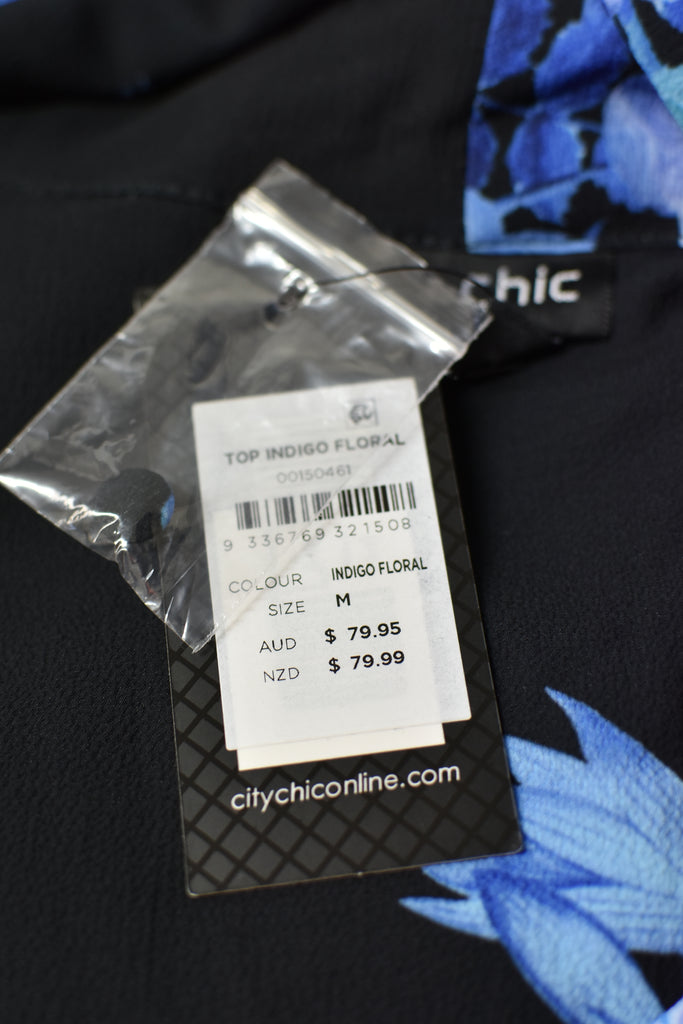 chic
CC
TOP INDIGO FLORAL
00150461
9 336769 321508
COLOUR INDIGO FLORAL
SIZE M
AUD $ 79.95
NZD $ 79.99
citychiconline.com